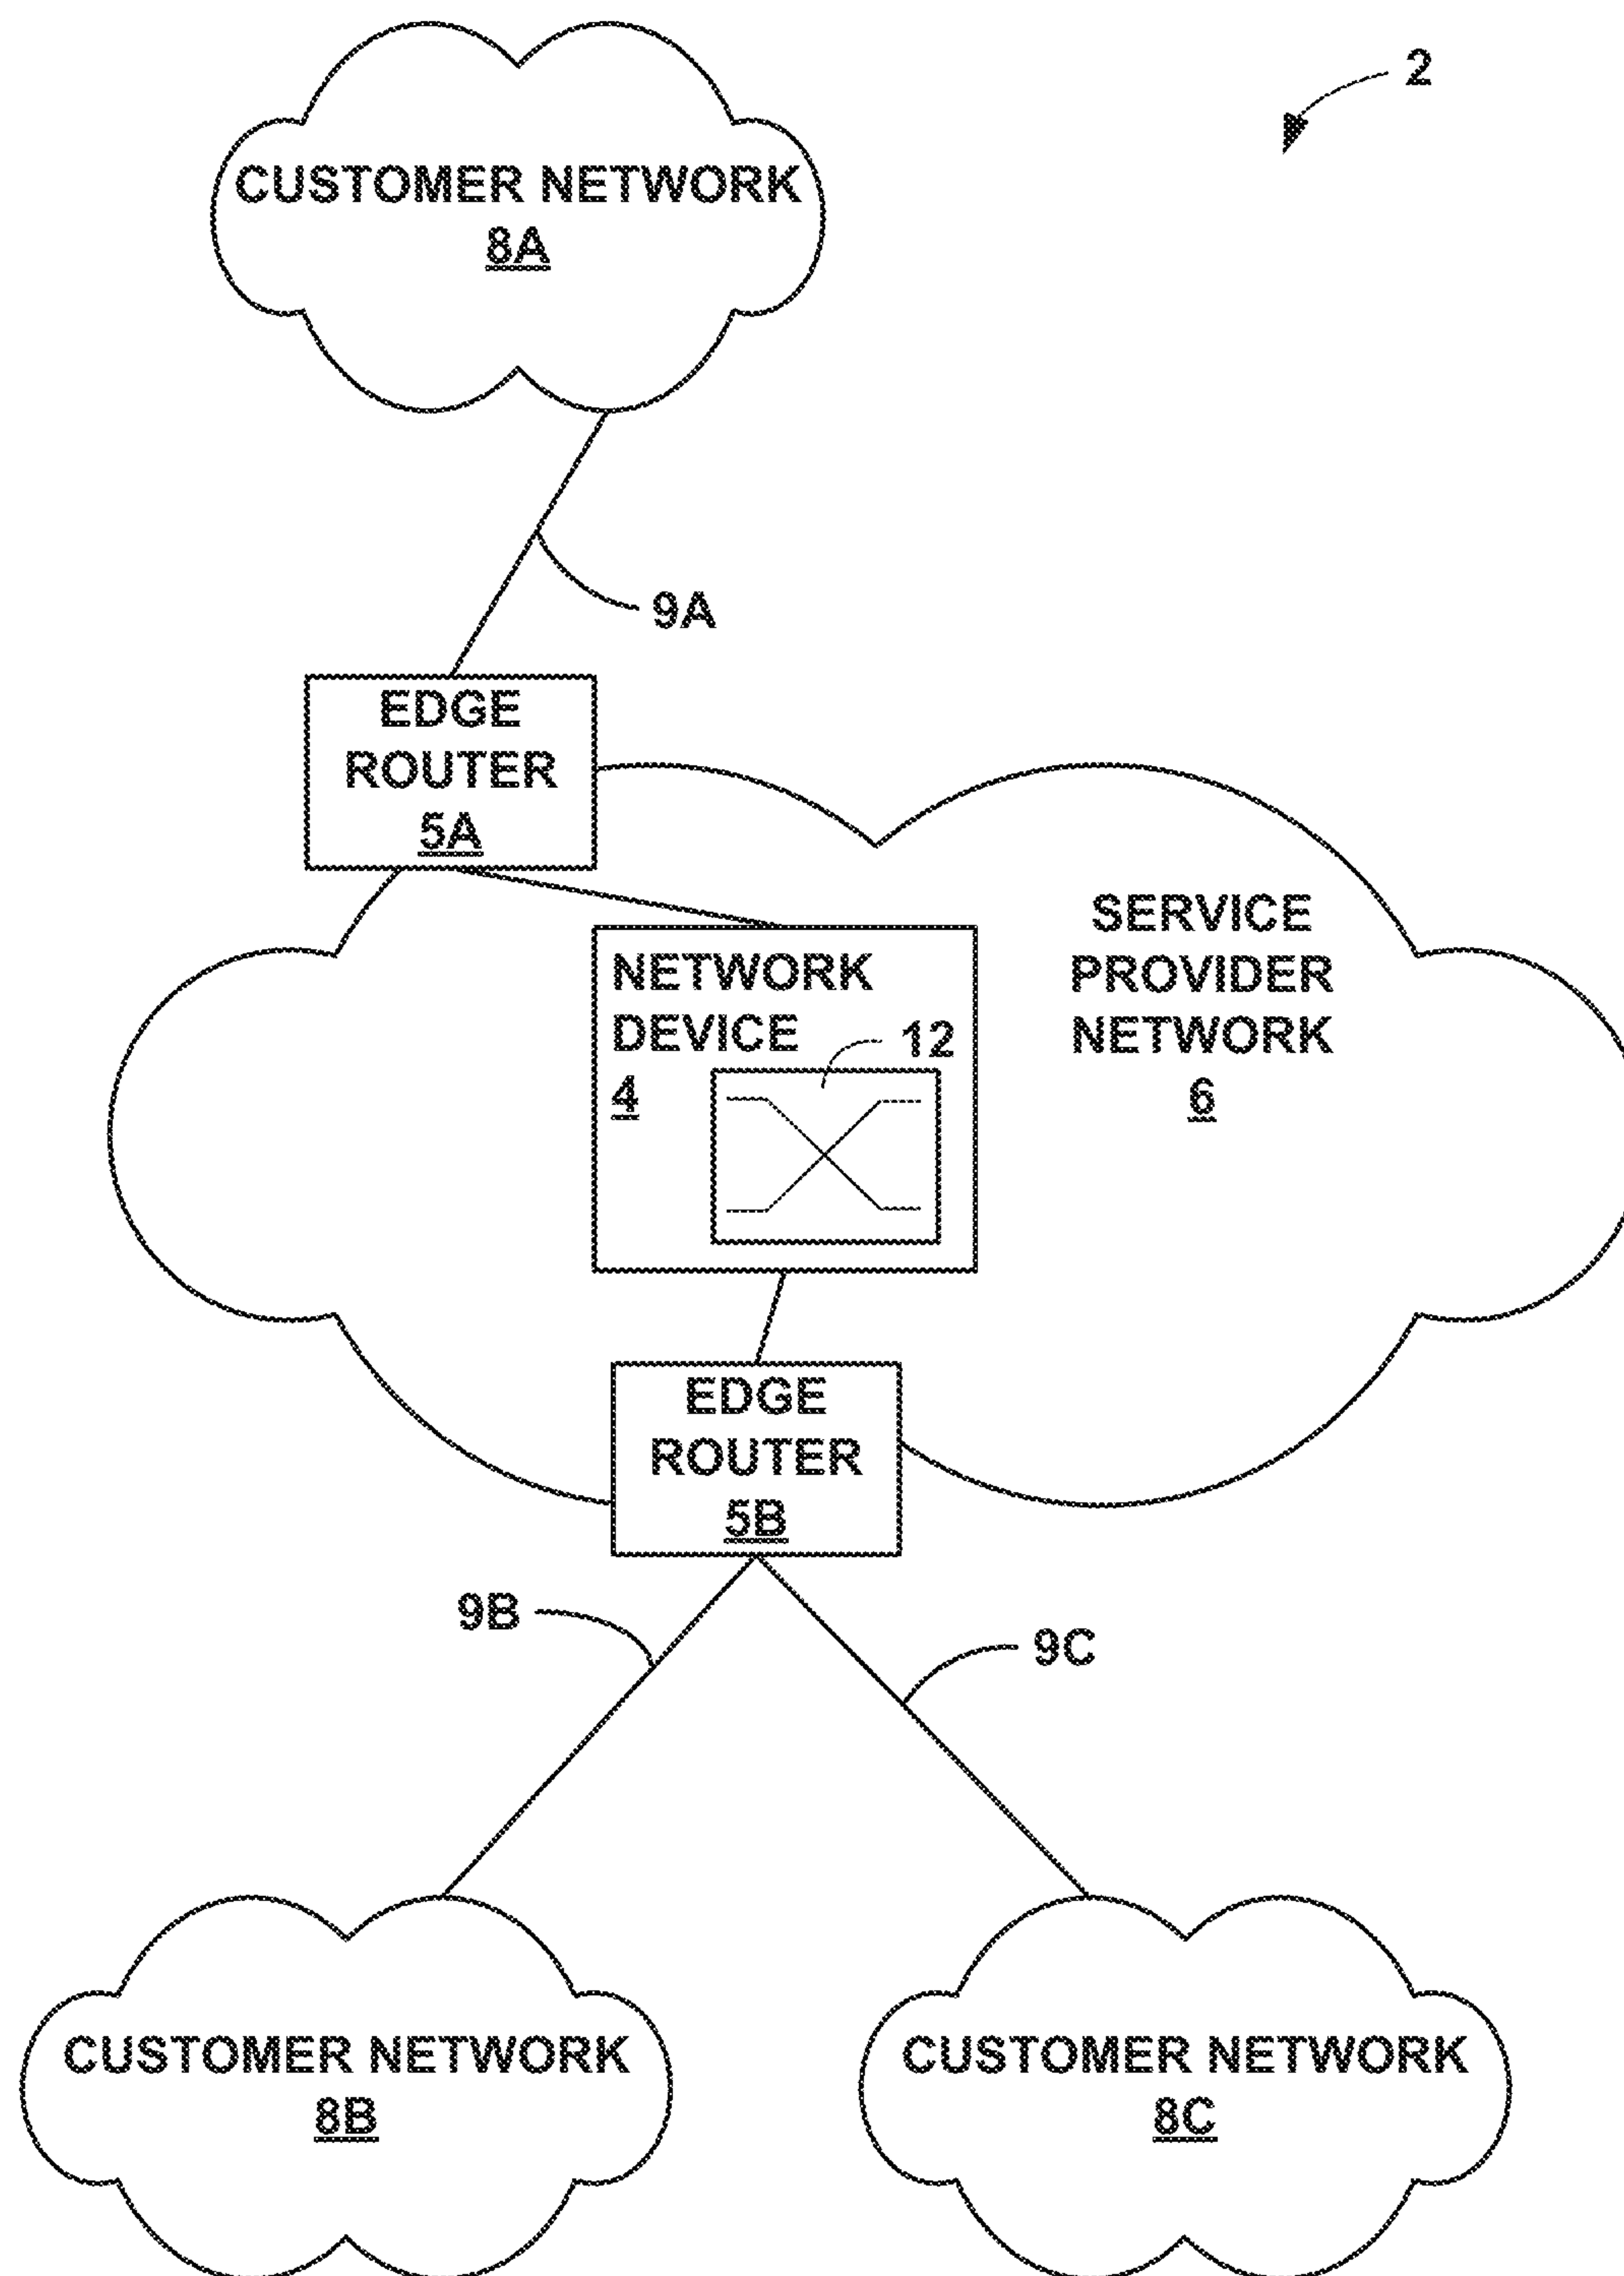 2
CUSTOMER NETWORK
8A
9A
EDGE
ROUTER
5A
SERVICE
PROVIDER
NETWORK
6
NETWORK
DEVICE
4
12
EDGE
ROUTER
5B
9B
9C
CUSTOMER NETWORK
8B
CUSTOMER NETWORK
8C